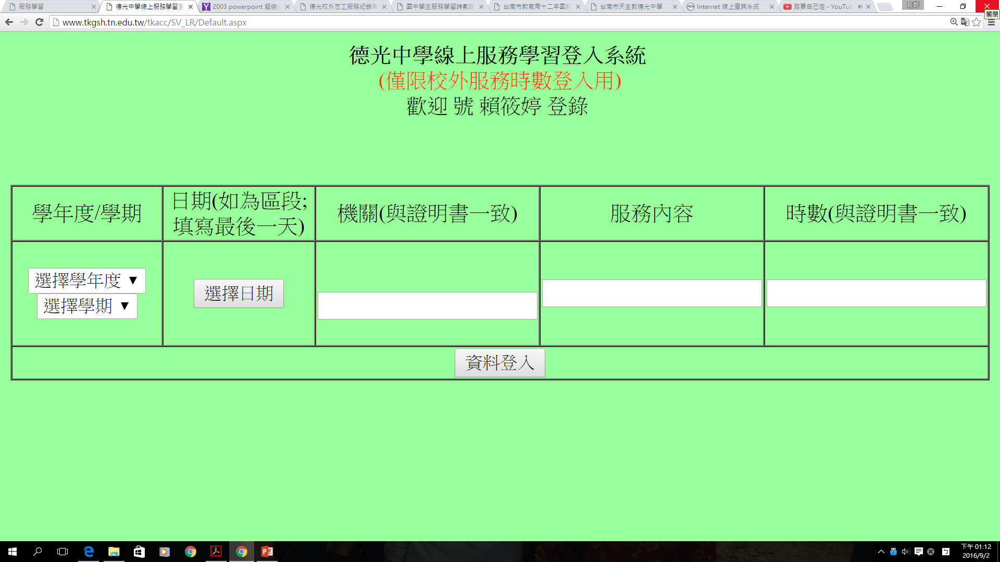 服務學習
德光中學線上服務學習登
2003 powerpoint 超連
德光校外志工服務紀錄單
國中學生服務學習時數認
台南市教育局十二年國教
台南市天主教德光中學
Internet 線上查詢系統
路要自己走 - YouTub
筱婷
關閉
www.tkgsh.tn.edu.tw/tkacc/SV_LR/Default.aspx
德光中學線上服務學習登入系統
(僅限校外服務時數登入用)
歡迎 號 賴筱婷 登錄
學年度/學期
日期(如為區段;
填寫最後一天)
機關(與證明書一致)
服務內容
時數(與證明書一致)
選擇學年度 ▼
選擇學期 ▼
選擇日期
資料登入
下午 01:12
2016/9/2